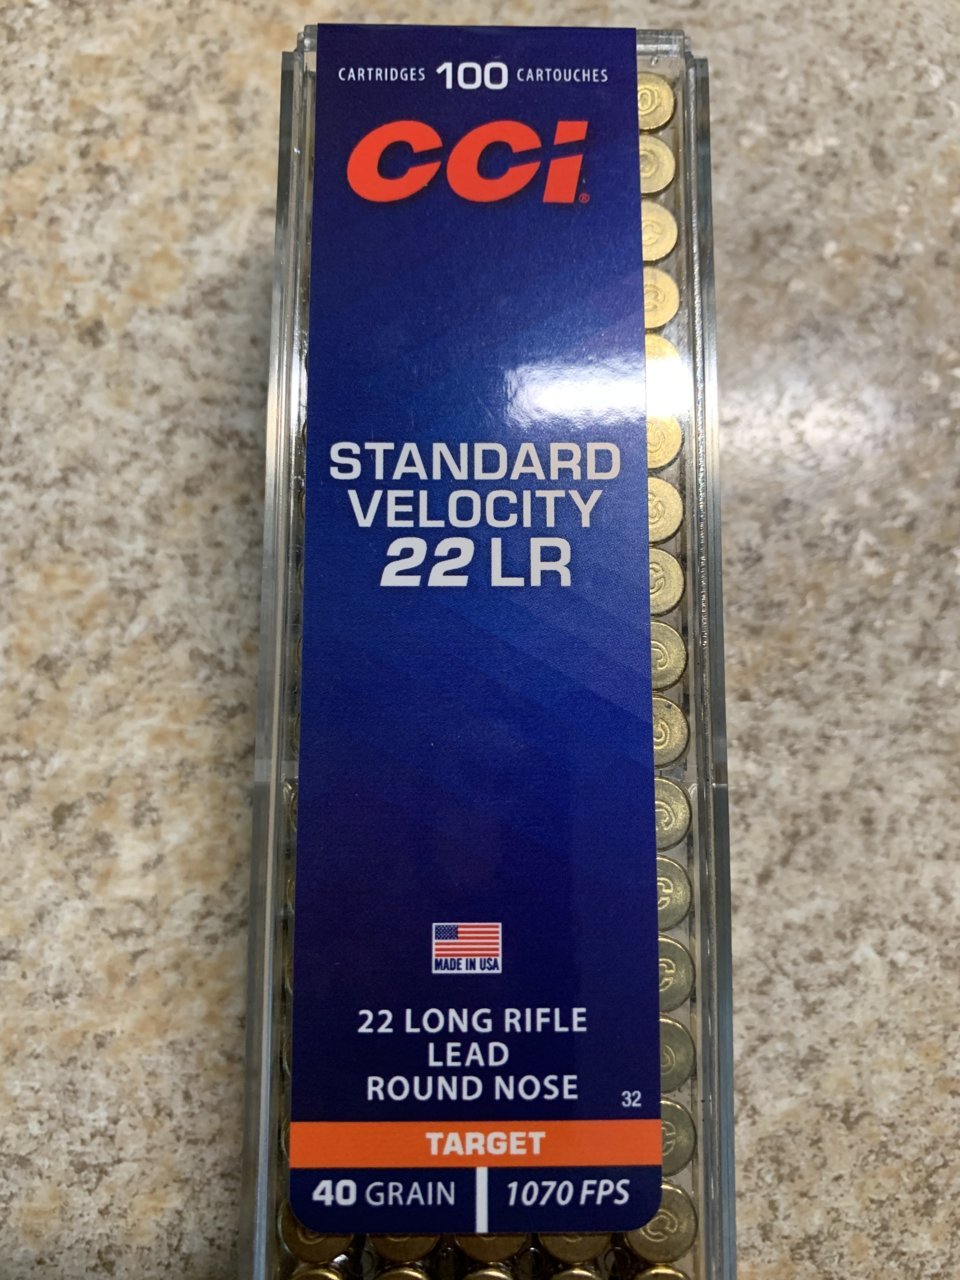 CARTRIDGES 100 CARTOUCHES
CCI®
STANDARD
VELOCITY
22 LR
MADE IN USA
22 LONG RIFLE
LEAD
ROUND NOSE
32
TARGET
40 GRAIN 1070 FPS